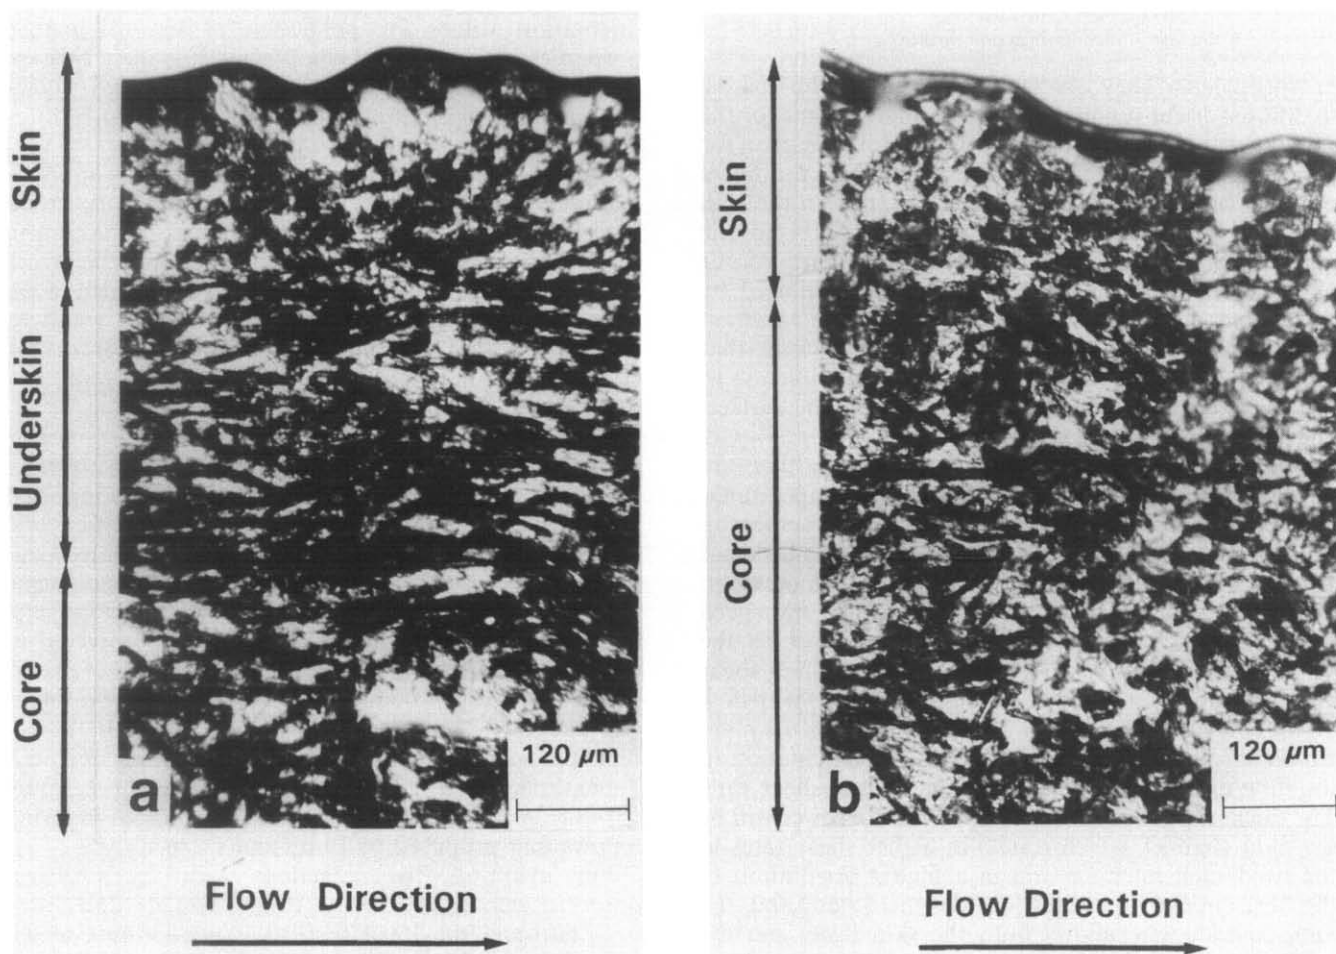 Skin
Underskin
Core
a
120 µm
Flow Direction
Skin
Core
b
120 µm
Flow Direction